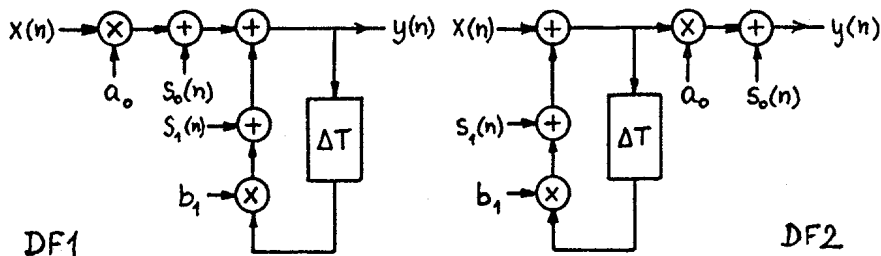 x(n) × + + y(n)
a₀ s₀(n)
s₁(n) + ΔT
b₁ ×
DF1
x(n) + × + y(n)
a₀ s₀(n)
s₁(n) + ΔT
b₁ ×
DF2